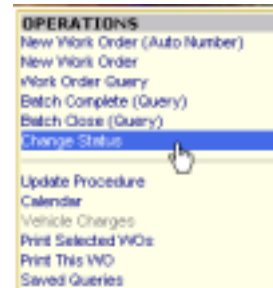 OPERATIONS
New Work Order (Auto Number)
New Work Order
Work Order Query
Batch Complete (Query)
Batch Close (Query)
Change Status
Update Procedure
Calendar
Vehicle Charges
Print Selected WOs
Print This WO
Saved Queries